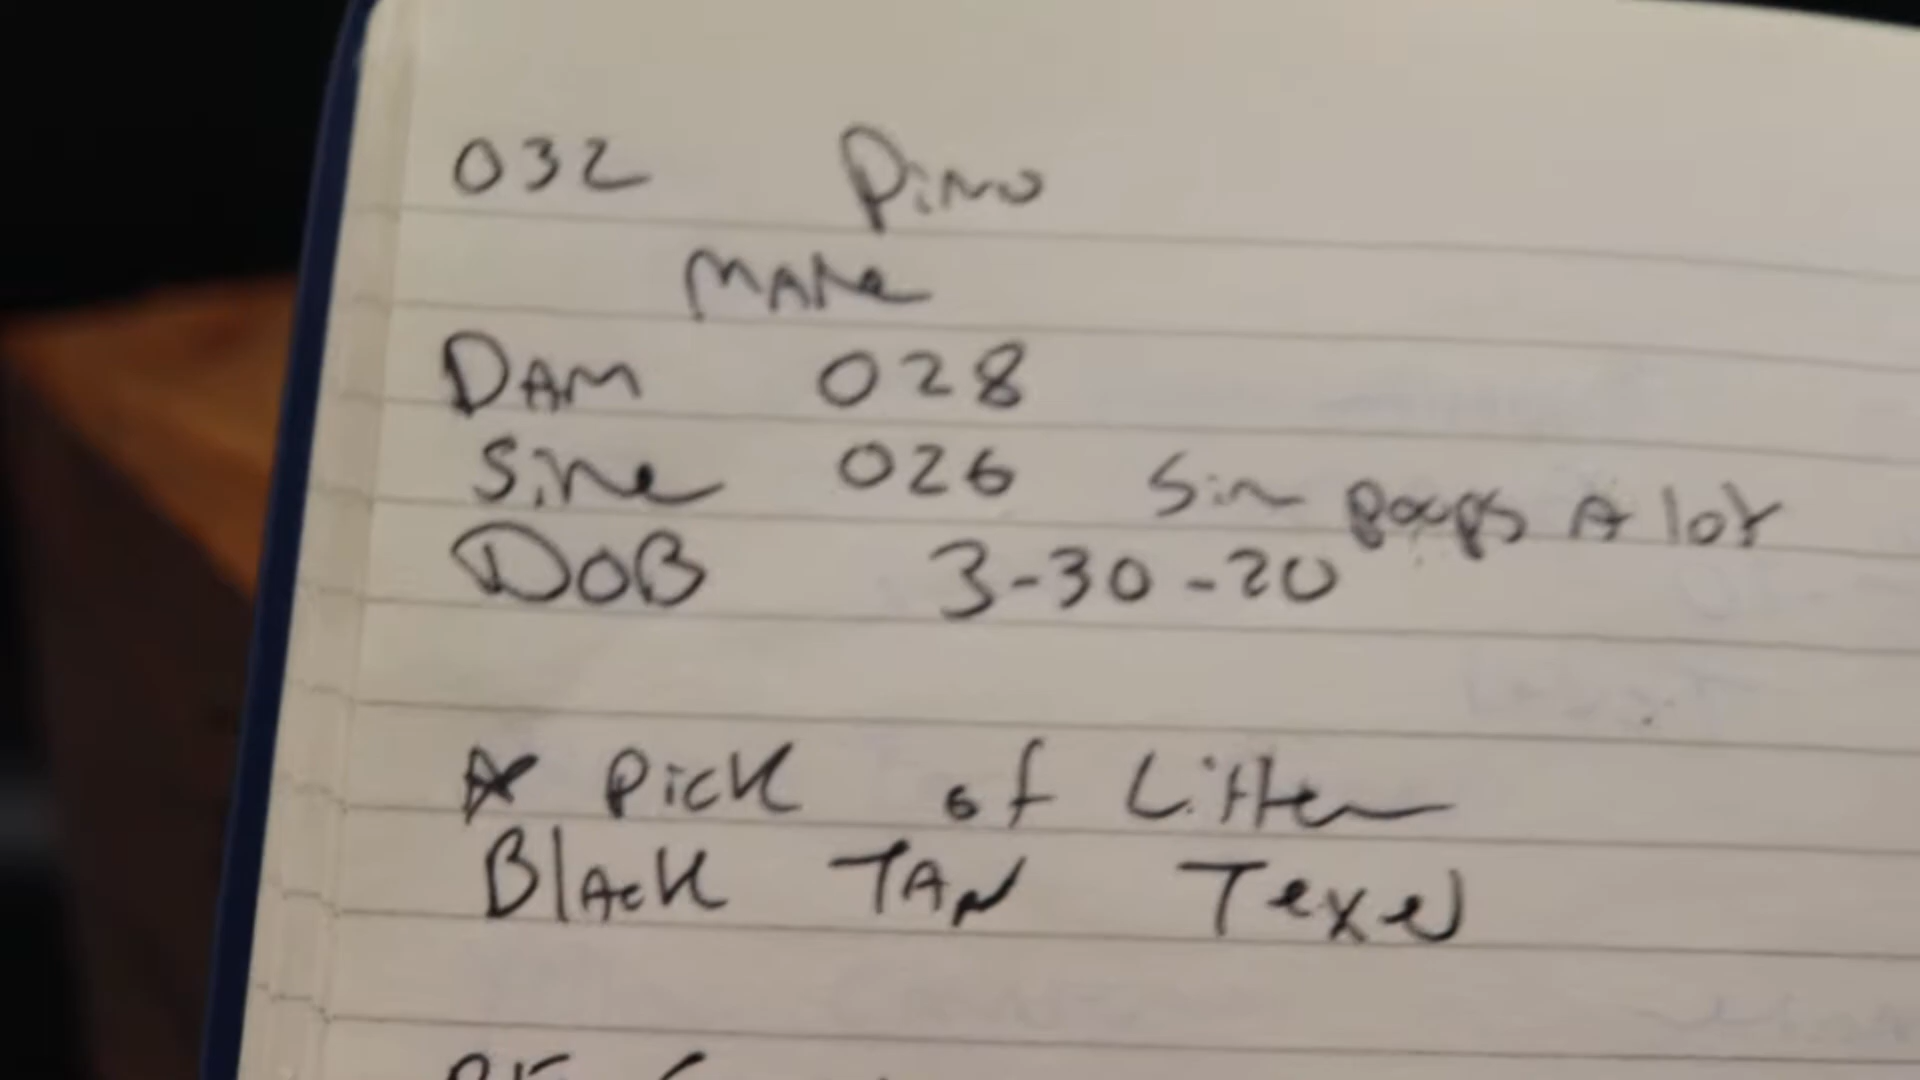 032 Pino
MALe
DAM 028
Sire 026 Sir poops A lot
DOB 3-30-20
☆ Pick of Litter
BlAcK TAN Texel